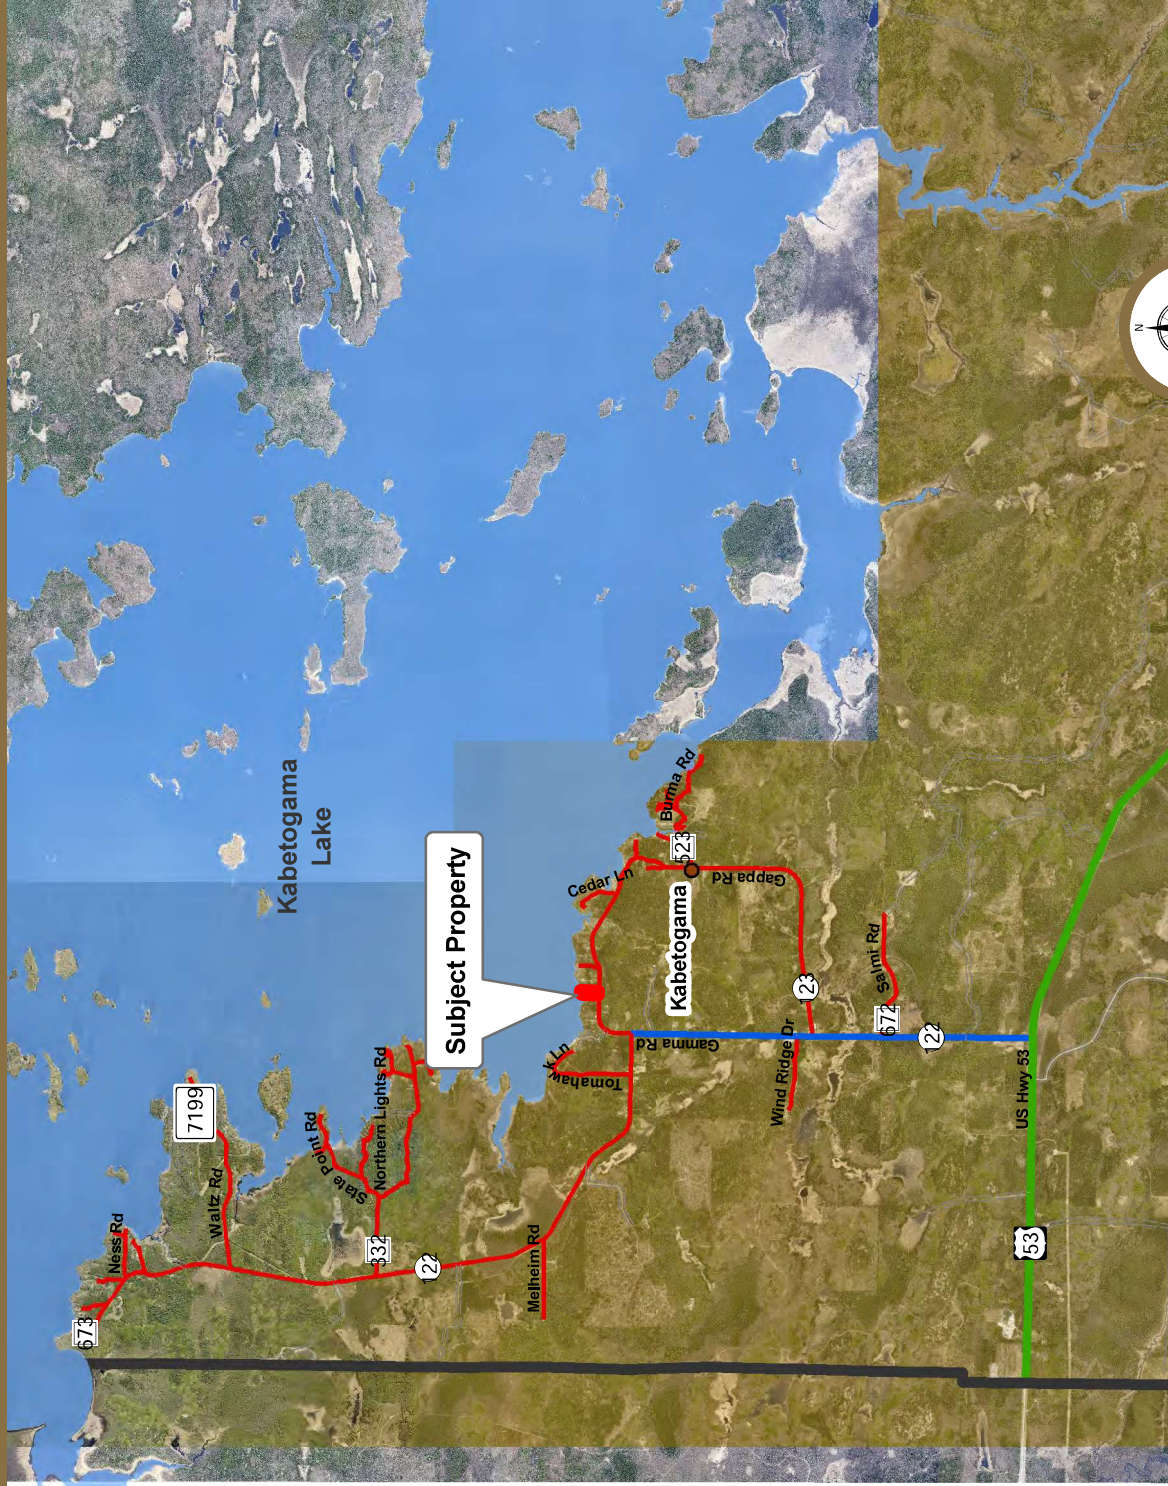 Kabetogama
Lake
Subject Property
Ness Rd
673
7199
Waltz Rd
State Point Rd
Northern Lights Rd
332
122
Melheim Rd
Tomahawk Ln
Cedar Ln
Burma Rd
523
Kabetogama
Gappa Rd
Gamma Rd
123
Wind Ridge Dr
Salmi Rd
672
122
US Hwy 53
53
N